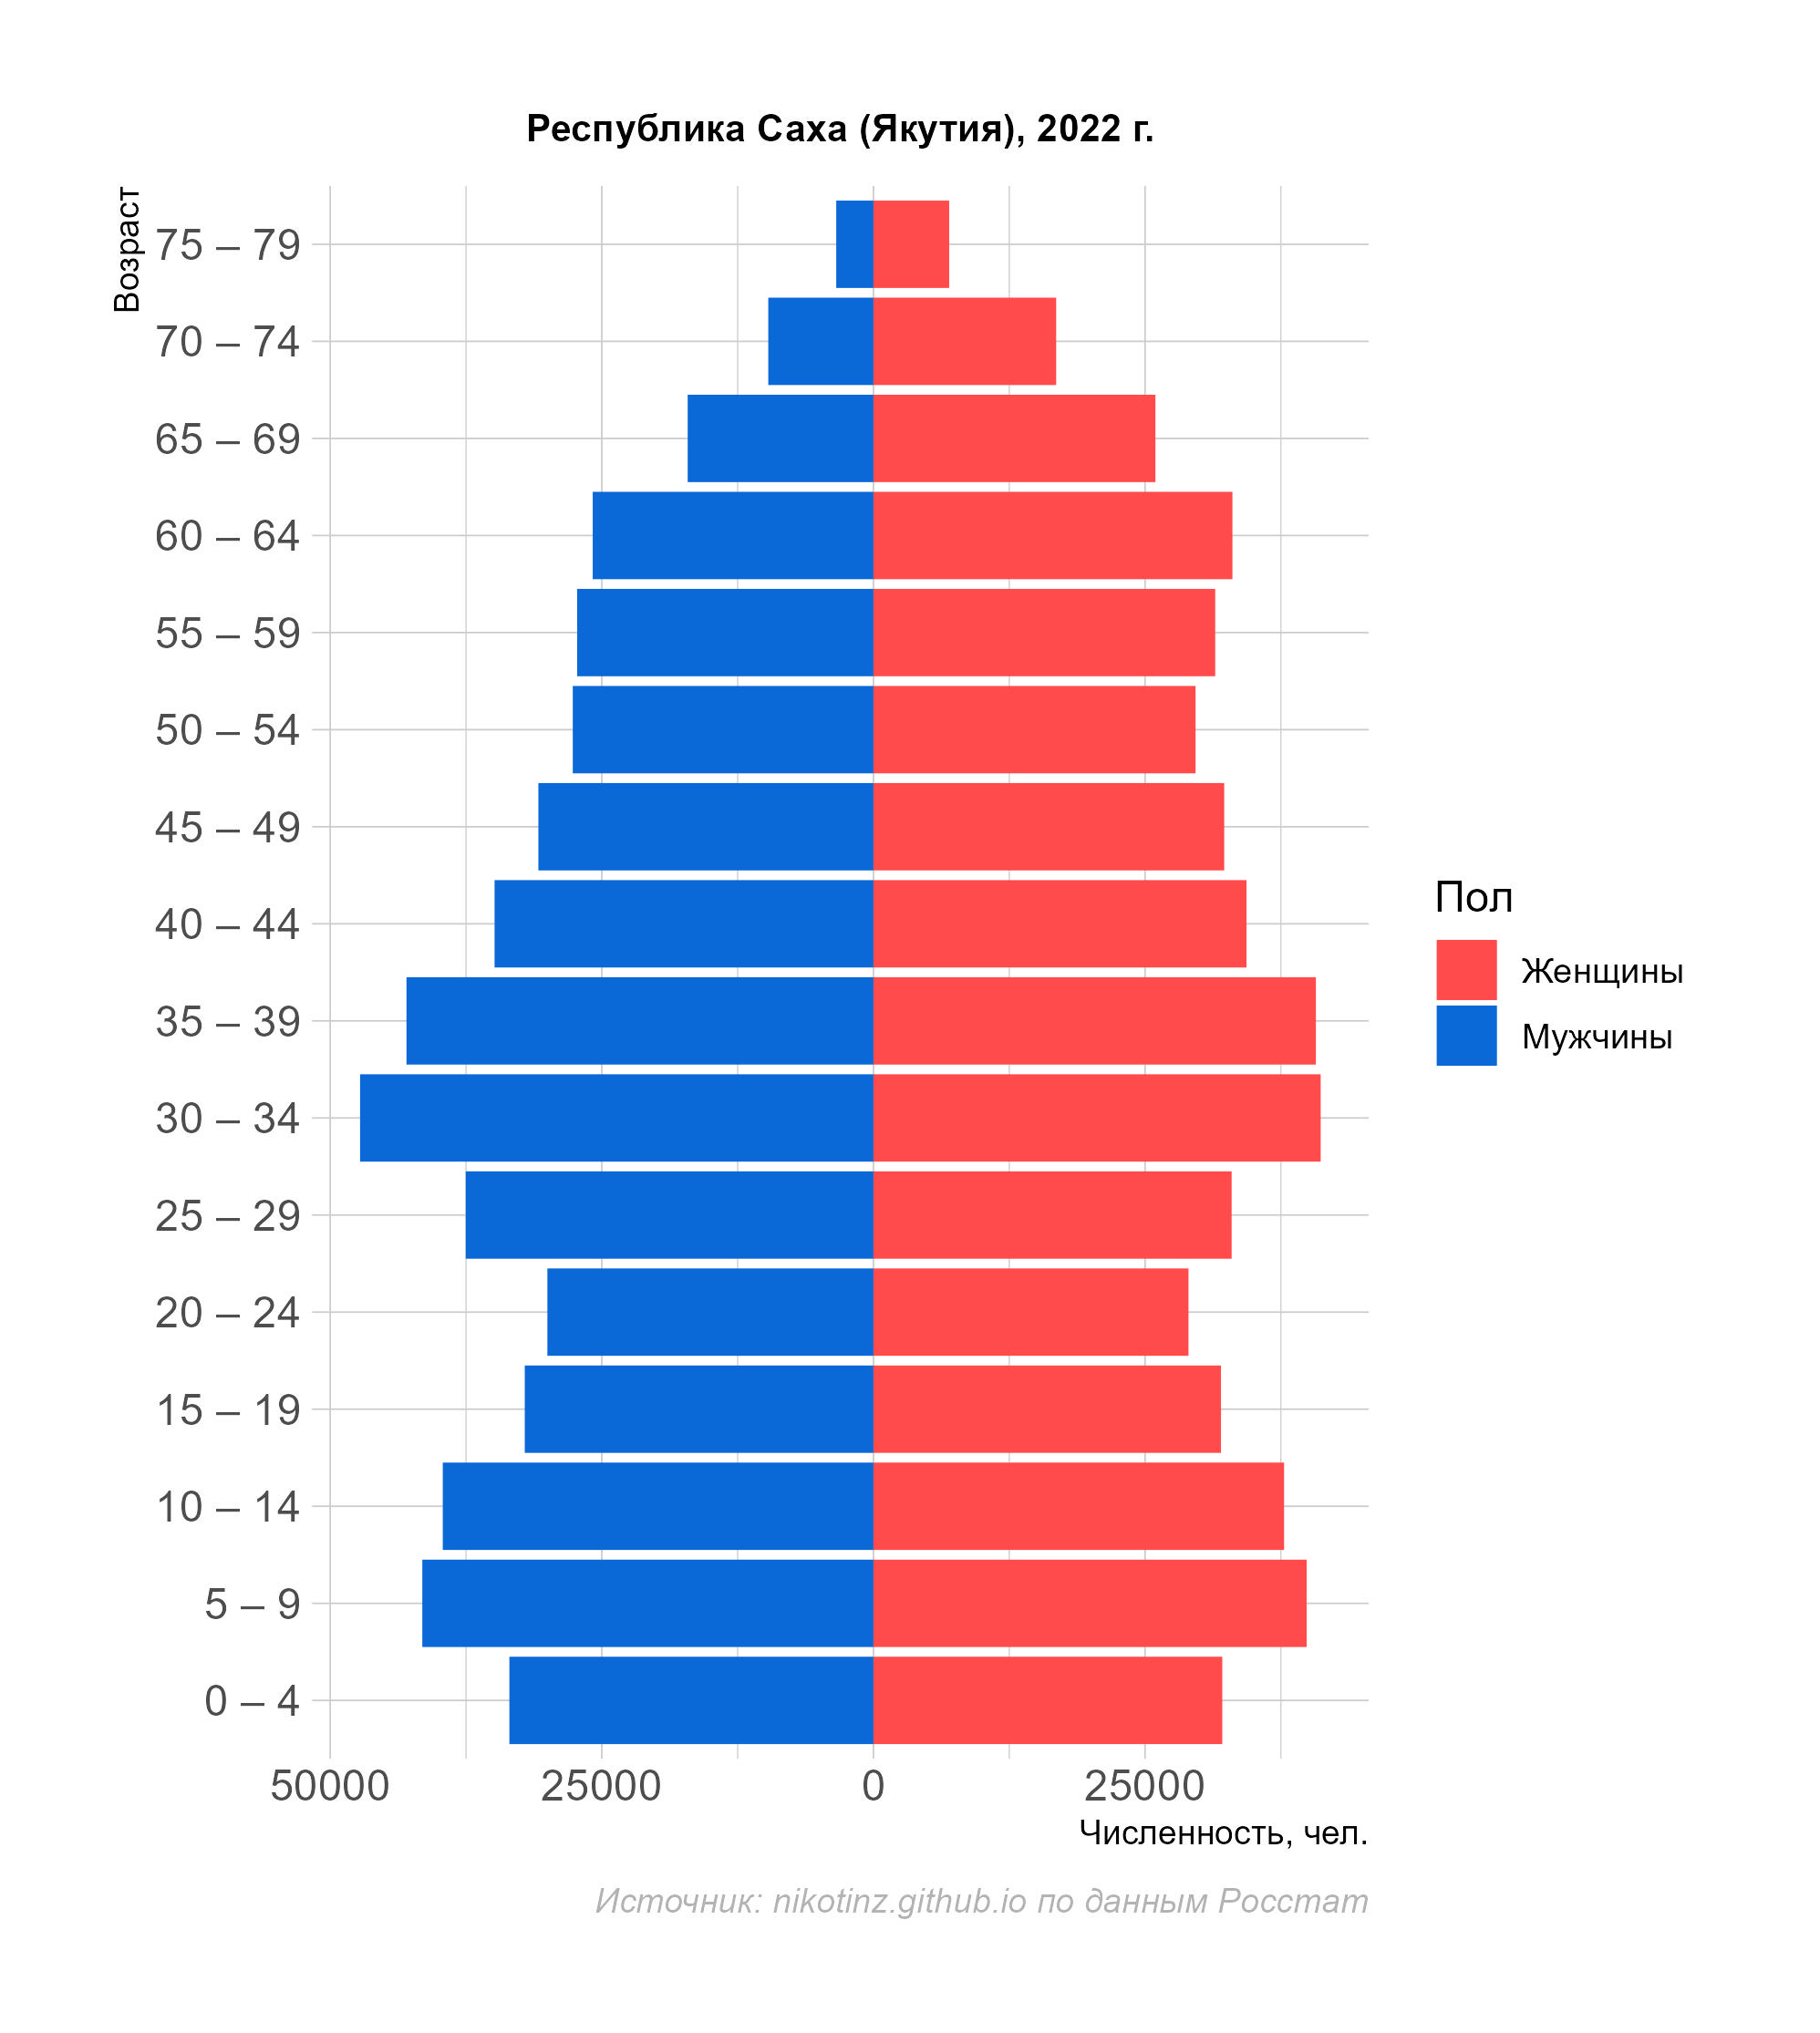 Республика Саха (Якутия), 2022 г.
Возраст
75 – 79
70 – 74
65 – 69
60 – 64
55 – 59
50 – 54
45 – 49
40 – 44
35 – 39
30 – 34
25 – 29
20 – 24
15 – 19
10 – 14
5 – 9
0 – 4
50000 25000 0 25000
Численность, чел.
Пол
Женщины
Мужчины
Источник: nikotinz.github.io по данным Росстат